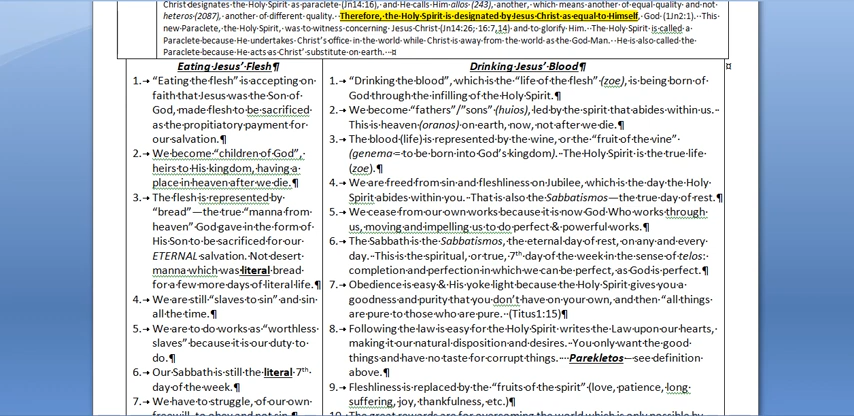 designates the Holy Spirit as paraclete (Jn14:16), and He calls Him allos (243), another, which means another of equal quality and not
heteros (2087), another of different quality. Therefore, the Holy Spirit is designated by Jesus Christ as equal to Himself, God (1Jn2:1). This
new Paraclete, the Holy Spirit, was to witness concerning Jesus Christ (Jn14:26; 16:7,14) and to glorify Him. The Holy Spirit is called a
Paraclete because He undertakes Christ's office in the world while Christ is away from the world as the God-Man. He is also called the
Paraclete because He acts as Christ' substitute on earth.
Eating Jesus' Flesh¶
1. "Eating the flesh" is accepting on
faith that Jesus was the Son of
God, made flesh to be sacrificed
as the propitiatory payment for
our salvation.¶
2. We become "children of God",
heirs to His kingdom, having a
place in heaven after we die.¶
3. The flesh is represented by
"bread"—the true "manna from
heaven" God gave in the form of
His Son to be sacrificed for our
ETERNAL salvation. Not desert
manna which was literal bread
for a few more days of literal life.¶
4. We are still "slaves to sin" and sin
all the time.¶
5. We are to do works as "worthless
slaves" because it is our duty to
do.¶
6. Our Sabbath is still the literal 7th
day of the week.¶
7. We have to struggle, of our own
freewill, to obey and not sin.¶
Drinking Jesus' Blood¶
1. "Drinking the blood", which is the "life of the flesh" (zoe), is being born of
God through the infilling of the Holy Spirit.¶
2. We become "fathers"/"sons" (huios), led by the spirit that abides within us.
This is heaven (oranos) on earth, now, not after we die.¶
3. The blood (life) is represented by the wine, or the "fruit of the vine"
(genema = to be born into God's kingdom). The Holy Spirit is the true life
(zoe).¶
4. We are freed from sin and fleshliness on Jubilee, which is the day the Holy
Spirit abides within you. That is also the Sabbatismos—the true day of rest.¶
5. We cease from our own works because it is now God Who works through
us, moving and impelling us to do perfect & powerful works.¶
6. The Sabbath is the Sabbatismos, the eternal day of rest, on any and every
day. This is the spiritual, or true, 7th day of the week in the sense of telos:
completion and perfection in which we can be perfect, as God is perfect.¶
7. Obedience is easy & His yoke light because the Holy Spirit gives you a
goodness and purity that you don't have on your own, and then "all things
are pure to those who are pure. (Titus1:15)¶
8. Following the law is easy for the Holy Spirit writes the Law upon our hearts,
making it our natural disposition and desires. You only want the good
things and have no taste for corrupt things. Parekletos—see definition
above.¶
9. Fleshliness is replaced by the "fruits of the spirit" (love, patience, long
suffering, joy, thankfulness, etc.)¶